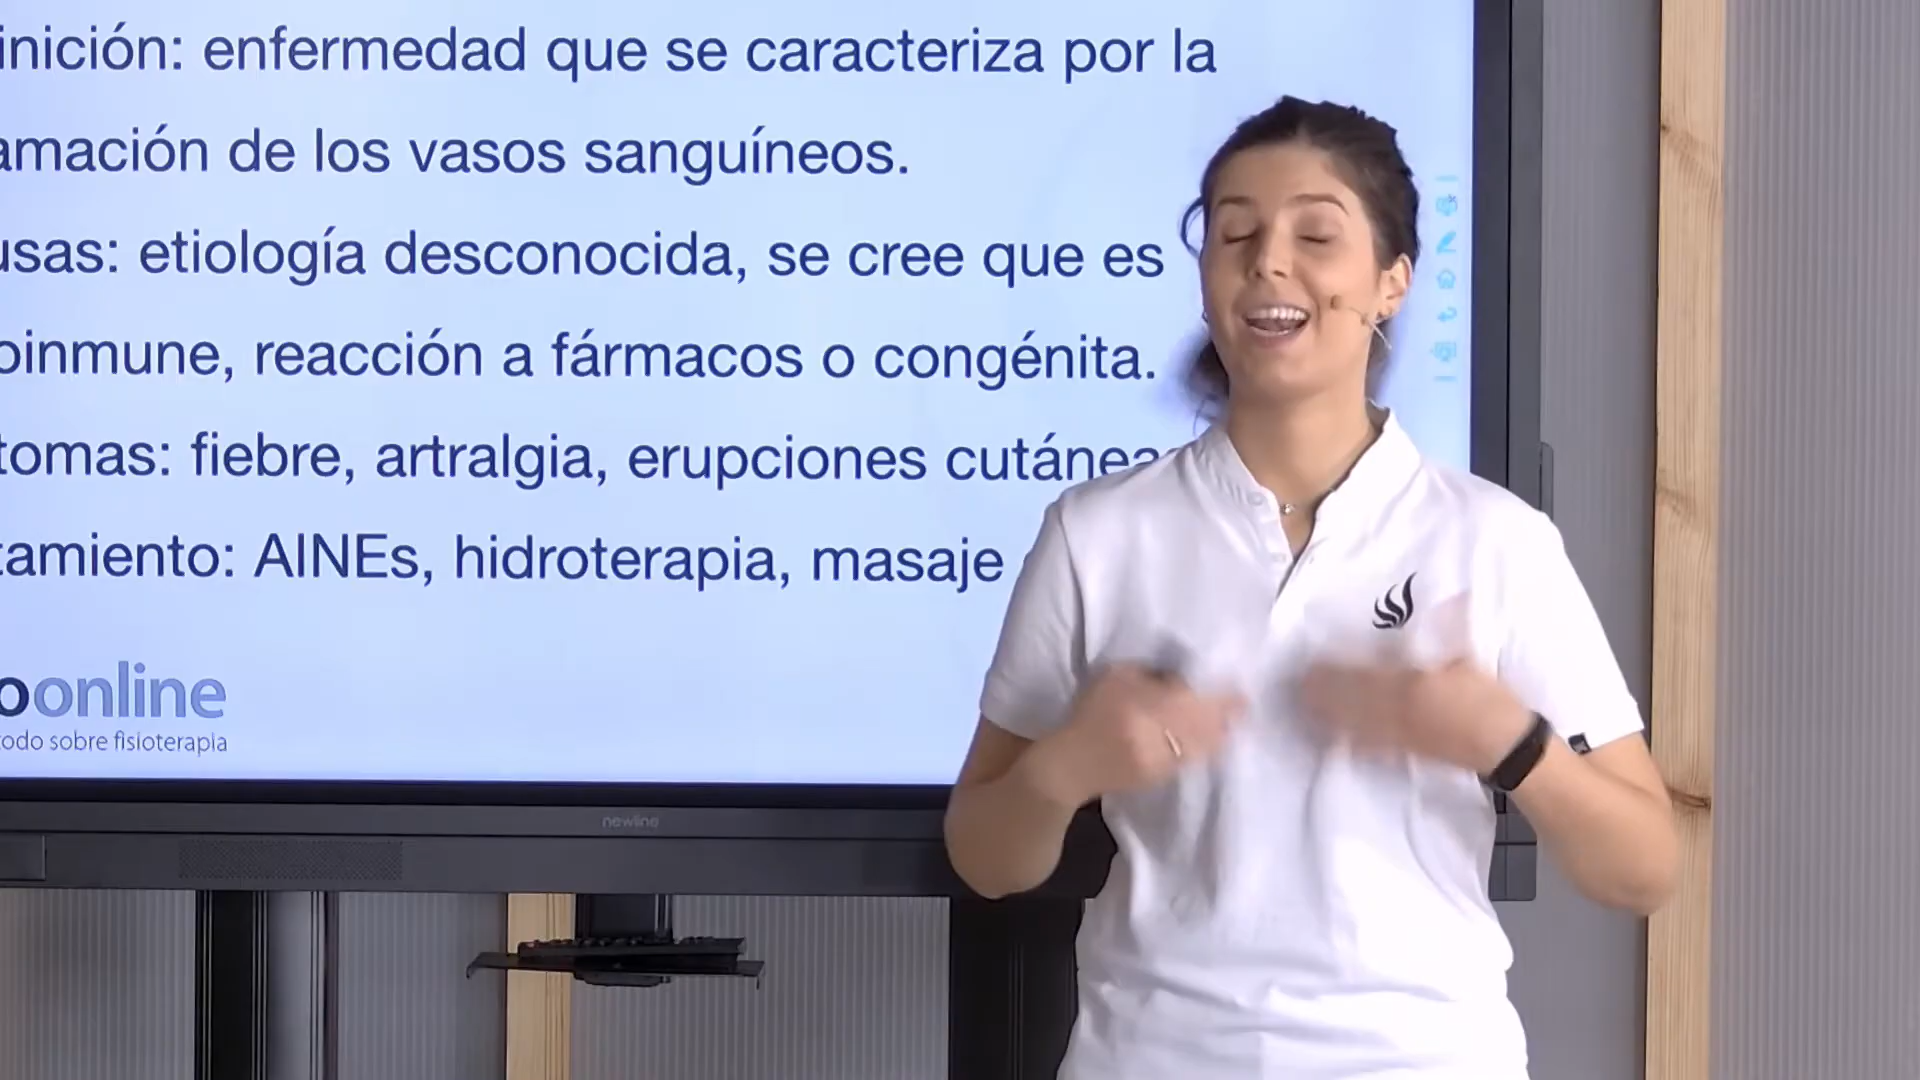 inición: enfermedad que se caracteriza por la
amación de los vasos sanguíneos.
usas: etiología desconocida, se cree que es
oinmune, reacción a fármacos o congénita.
tomas: fiebre, artralgia, erupciones cutánea
tamiento: AINEs, hidroterapia, masaje
oonline
todo sobre fisioterapia
newline